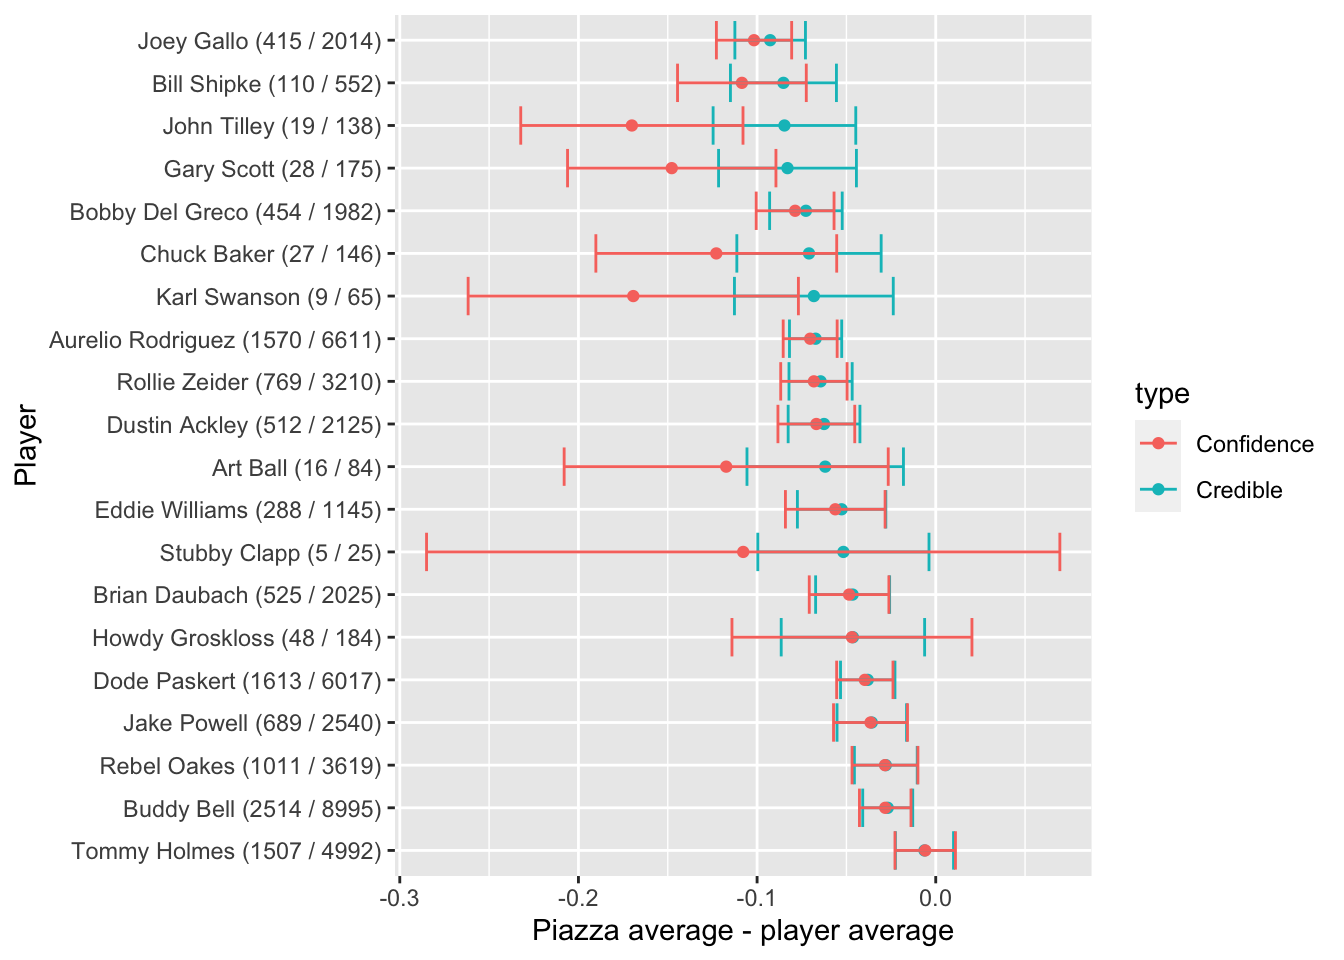 Joey Gallo (415 / 2014)
Bill Shipke (110 / 552)
John Tilley (19 / 138)
Gary Scott (28 / 175)
Bobby Del Greco (454 / 1982)
Chuck Baker (27 / 146)
Karl Swanson (9 / 65)
Aurelio Rodriguez (1570 / 6611)
Rollie Zeider (769 / 3210)
Dustin Ackley (512 / 2125)
Art Ball (16 / 84)
Eddie Williams (288 / 1145)
Stubby Clapp (5 / 25)
Brian Daubach (525 / 2025)
Howdy Groskloss (48 / 184)
Dode Paskert (1613 / 6017)
Jake Powell (689 / 2540)
Rebel Oakes (1011 / 3619)
Buddy Bell (2514 / 8995)
Tommy Holmes (1507 / 4992)
Player
-0.3 -0.2 -0.1 0.0
Piazza average - player average
type
Confidence
Credible